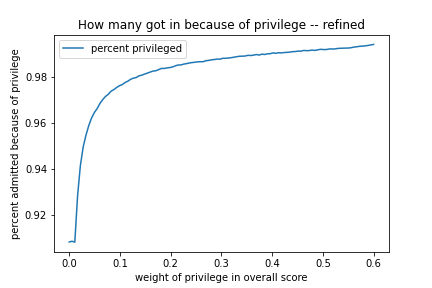 How many got in because of privilege -- refined
percent privileged
percent admitted because of privilege
0.98
0.96
0.94
0.92
0.0 0.1 0.2 0.3 0.4 0.5 0.6
weight of privilege in overall score